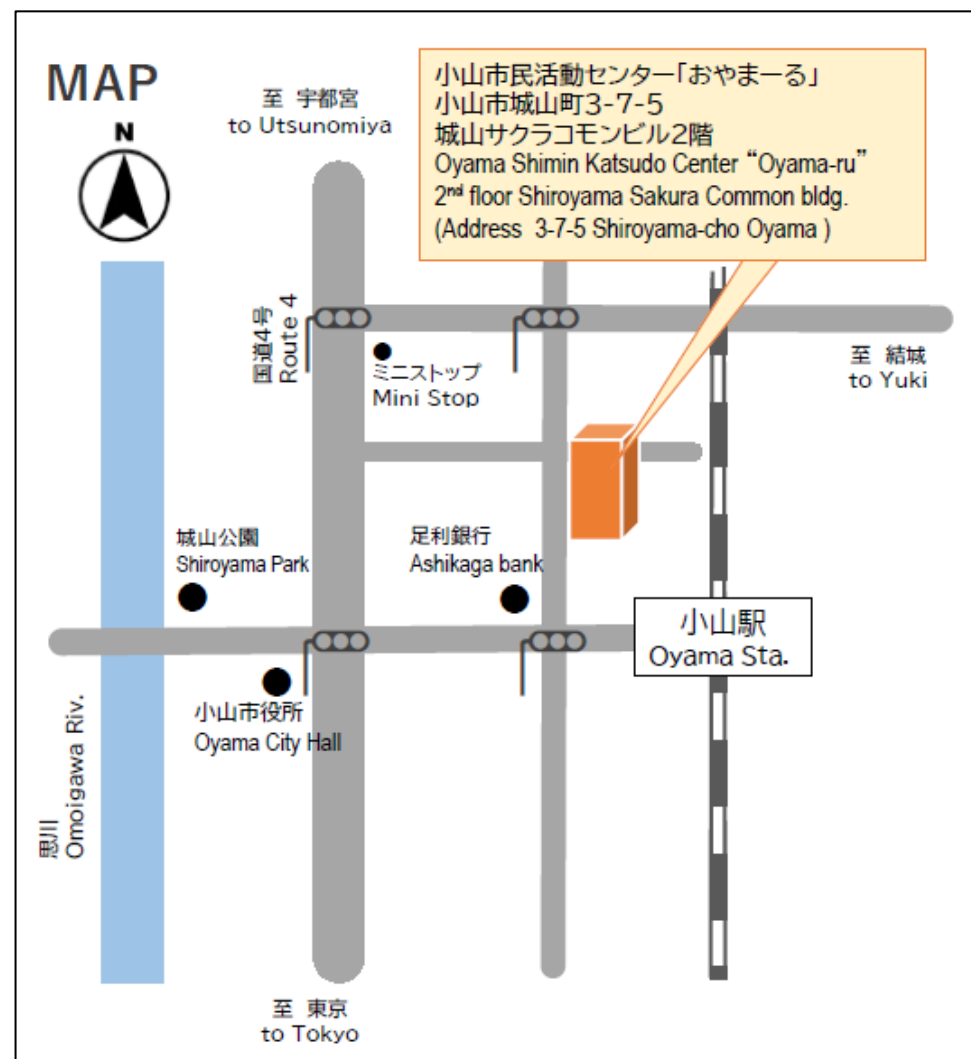 MAP
N
至 宇都宮
to Utsunomiya
小山市民活動センター「おやまーる」
小山市城山町3-7-5
城山サクラコモンビル2階
Oyama Shimin Katsudo Center “Oyama-ru”
2nd floor Shiroyama Sakura Common bldg.
(Address 3-7-5 Shiroyama-cho Oyama )
国道4号
Route 4
ミニストップ
Mini Stop
至 結城
to Yuki
城山公園
Shiroyama Park
足利銀行
Ashikaga bank
小山駅
Oyama Sta.
小山市役所
Oyama City Hall
思川
Omoigawa Riv.
至 東京
to Tokyo